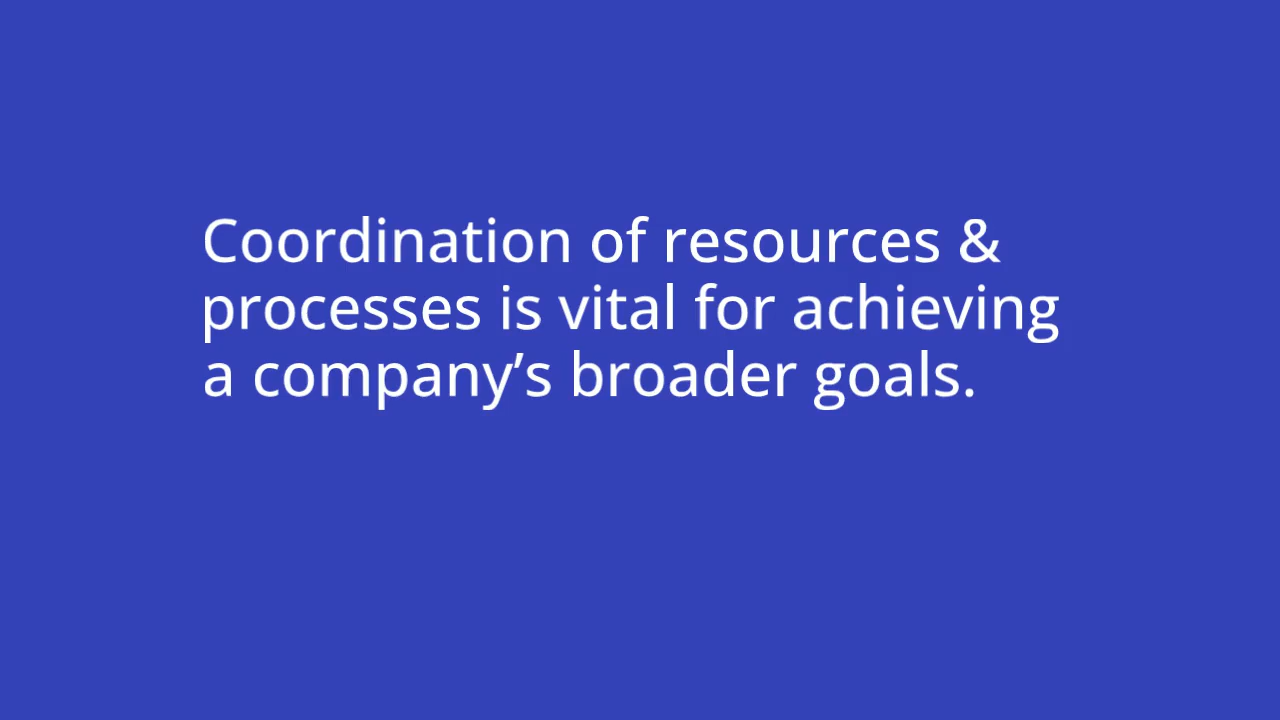 Coordination of resources &
processes is vital for achieving
a company’s broader goals.